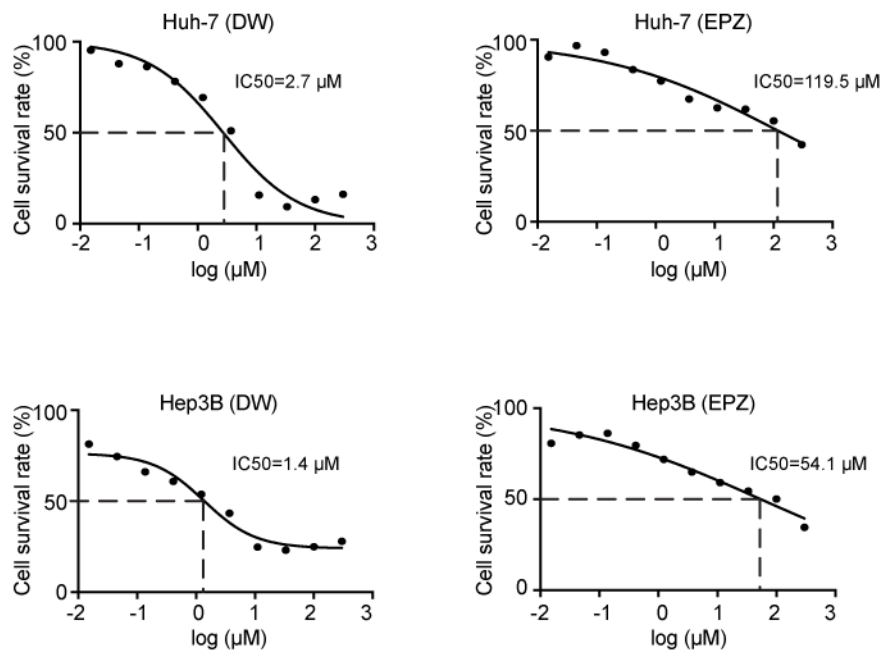 Huh-7 (DW)
Cell survival rate (%)
100
50
0
IC50=2.7 µM
-2 -1 0 1 2 3
log (µM)
Huh-7 (EPZ)
Cell survival rate (%)
100
50
0
IC50=119.5 µM
-2 -1 0 1 2 3
log (µM)
Hep3B (DW)
Cell survival rate (%)
100
50
0
IC50=1.4 µM
-2 -1 0 1 2 3
log (µM)
Hep3B (EPZ)
Cell survival rate (%)
100
50
0
IC50=54.1 µM
-2 -1 0 1 2 3
log (µM)